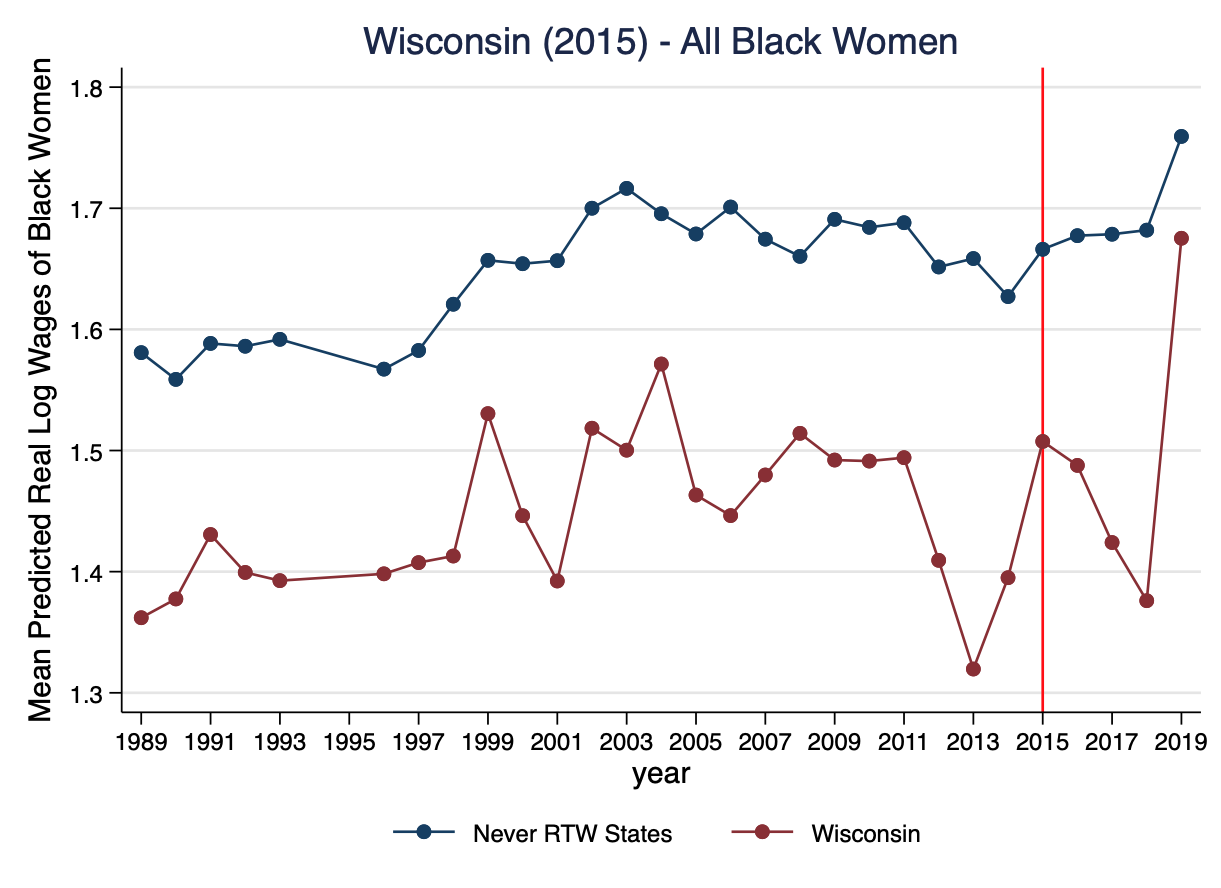 Wisconsin (2015) - All Black Women
Mean Predicted Real Log Wages of Black Women
1.8
1.7
1.6
1.5
1.4
1.3
1989 1991 1993 1995 1997 1999 2001 2003 2005 2007 2009 2011 2013 2015 2017 2019
year
Never RTW States Wisconsin